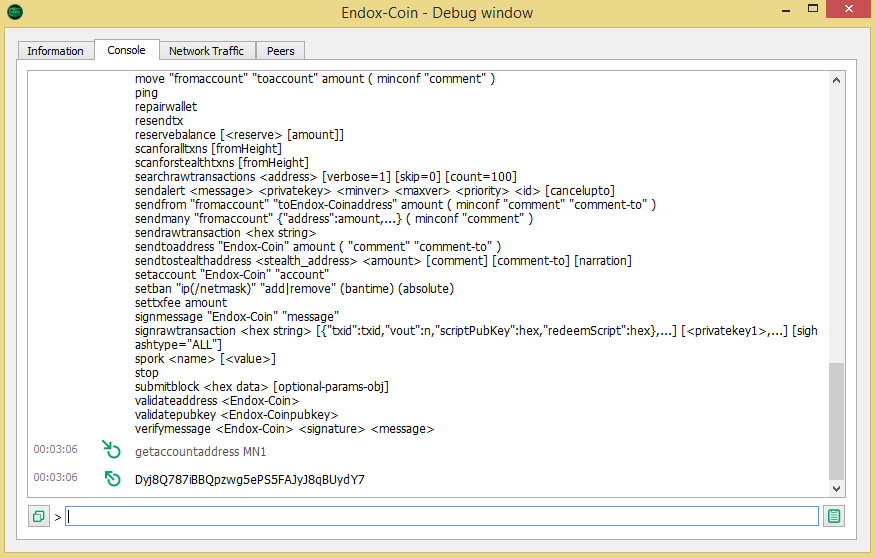 Endox-Coin - Debug window
Information
Console
Network Traffic
Peers
move "fromaccount" "toaccount" amount ( minconf "comment" )
ping
repairwallet
resendtx
reservebalance [<reserve> [amount]]
scanforalltxns [fromHeight]
scanforstealthtxns [fromHeight]
searchrawtransactions <address> [verbose=1] [skip=0] [count=100]
sendalert <message> <privatekey> <minver> <maxver> <priority> <id> [cancelupto]
sendfrom "fromaccount" "toEndox-Coinaddress" amount ( minconf "comment" "comment-to" )
sendmany "fromaccount" {"address":amount,...} ( minconf "comment" )
sendrawtransaction <hex string>
sendtoaddress "Endox-Coin" amount ( "comment" "comment-to" )
sendtostealthaddress <stealth_address> <amount> [comment] [comment-to] [narration]
setaccount "Endox-Coin" "account"
setban "ip(/netmask)" "add|remove" (bantime) (absolute)
settxfee amount
signmessage "Endox-Coin" "message"
signrawtransaction <hex string> [{"txid":txid,"vout":n,"scriptPubKey":hex,"redeemScript":hex},...] [<privatekey1>,...] [sigh
ashtype="ALL"]
spork <name> [<value>]
stop
submitblock <hex data> [optional-params-obj]
validateaddress <Endox-Coin>
validatepubkey <Endox-Coinpubkey>
verifymessage <Endox-Coin> <signature> <message>
00:03:06 getaccountaddress MN1
00:03:06 Dyj8Q787iBBQpzwg5ePS5FAJyJ8qBUydY7
>